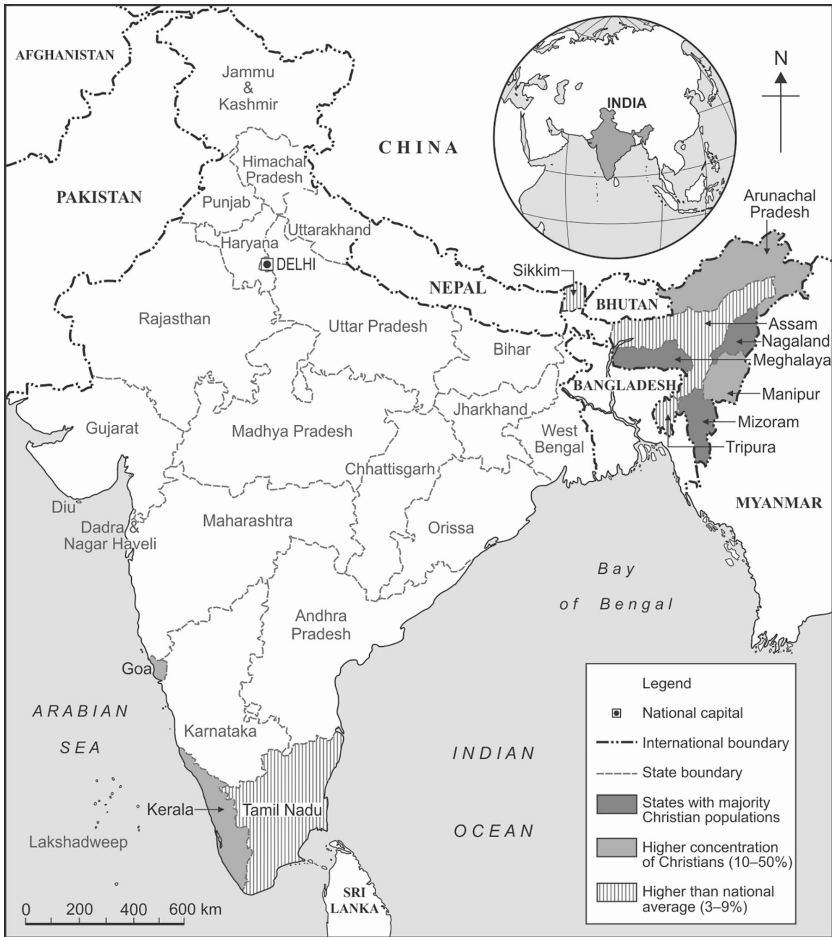 AFGHANISTAN
Jammu
&
Kashmir
CHINA
INDIA
N
PAKISTAN
Himachal
Pradesh
Punjab
Uttarakhand
Haryana
DELHI
Arunachal
Pradesh
Sikkim
NEPAL
BHUTAN
Rajasthan
Uttar Pradesh
Assam
Nagaland
Bihar
Meghalaya
BANGLADESH
Manipur
Jharkhand
Gujarat
Madhya Pradesh
West
Bengal
Mizoram
Tripura
Chhattisgarh
Diu
Dadra &
Nagar Haveli
Maharashtra
Orissa
MYANMAR
Bay
of Bengal
Andhra
Pradesh
Goa
ARABIAN
SEA
Karnataka
INDIAN
OCEAN
Kerala
Tamil Nadu
Lakshadweep
SRI
LANKA
0 200 400 600 km
Legend
National capital
International boundary
State boundary
States with majority
Christian populations
Higher concentration
of Christians (10–50%)
Higher than national
average (3–9%)